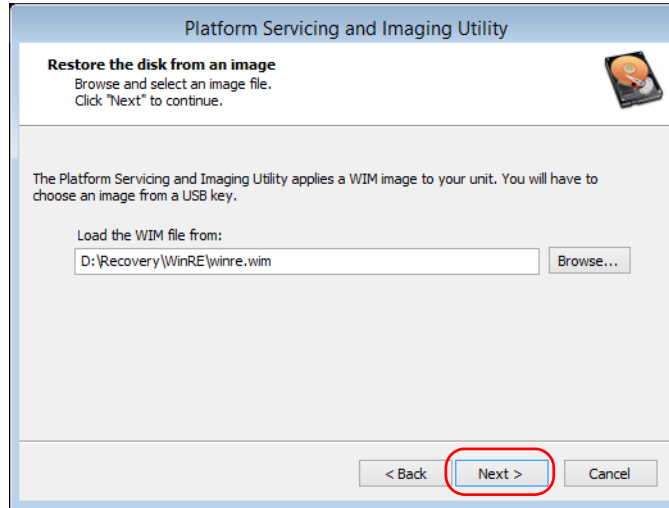 Platform Servicing and Imaging Utility
Restore the disk from an image
Browse and select an image file.
Click "Next" to continue.
The Platform Servicing and Imaging Utility applies a WIM image to your unit. You will have to
choose an image from a USB key.
Load the WIM file from:
D:\Recovery\WinRE\winre.wim
Browse...
< Back
Next >
Cancel